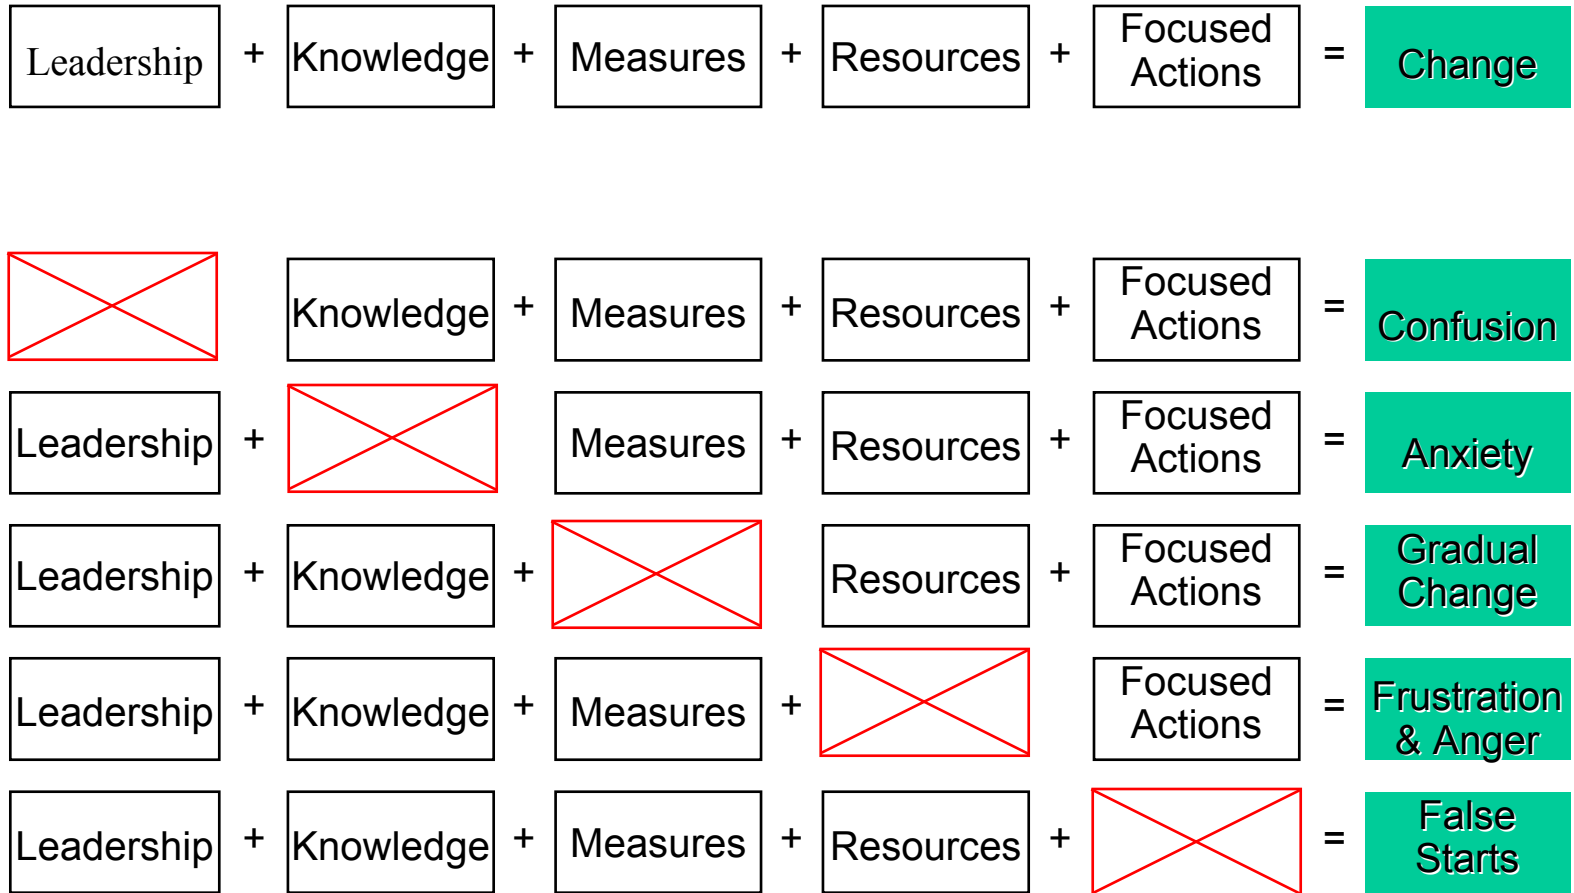 Leadership + Knowledge + Measures + Resources + Focused Actions = Change
Knowledge + Measures + Resources + Focused Actions = Confusion
Leadership + Measures + Resources + Focused Actions = Anxiety
Leadership + Knowledge + Resources + Focused Actions = Gradual Change
Leadership + Knowledge + Measures + Focused Actions = Frustration & Anger
Leadership + Knowledge + Measures + Resources + = False Starts